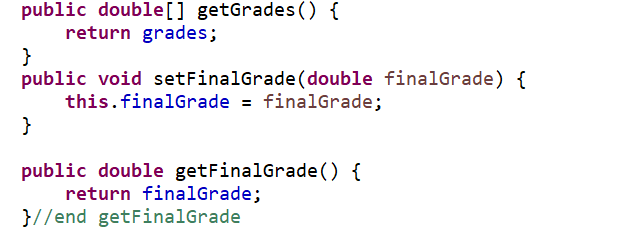 public double[] getGrades() {
    return grades;
}
public void setFinalGrade(double finalGrade) {
    this.finalGrade = finalGrade;
}

public double getFinalGrade() {
    return finalGrade;
}//end getFinalGrade